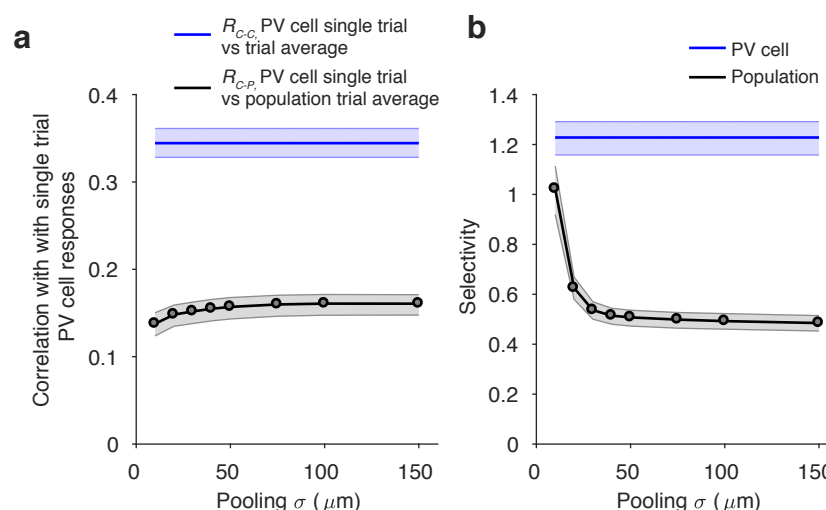 a
R_C-C, PV cell single trial
vs trial average
R_C-P, PV cell single trial
vs population trial average
Correlation with with single trial
PV cell responses
0.4
0.3
0.2
0.1
0
0
50
100
150
Pooling σ ( μm)
b
PV cell
Population
Selectivity
1.4
1.2
1
0.8
0.6
0.4
0.2
0
0
50
100
150
Pooling σ ( μm)